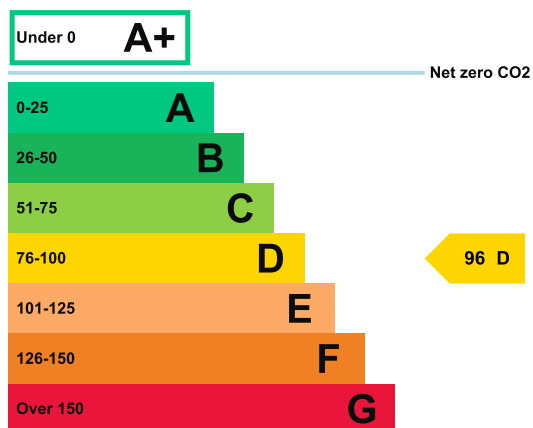 Under 0 A+
Net zero CO2
0-25 A
26-50 B
51-75 C
76-100 D
96 D
101-125 E
126-150 F
Over 150 G